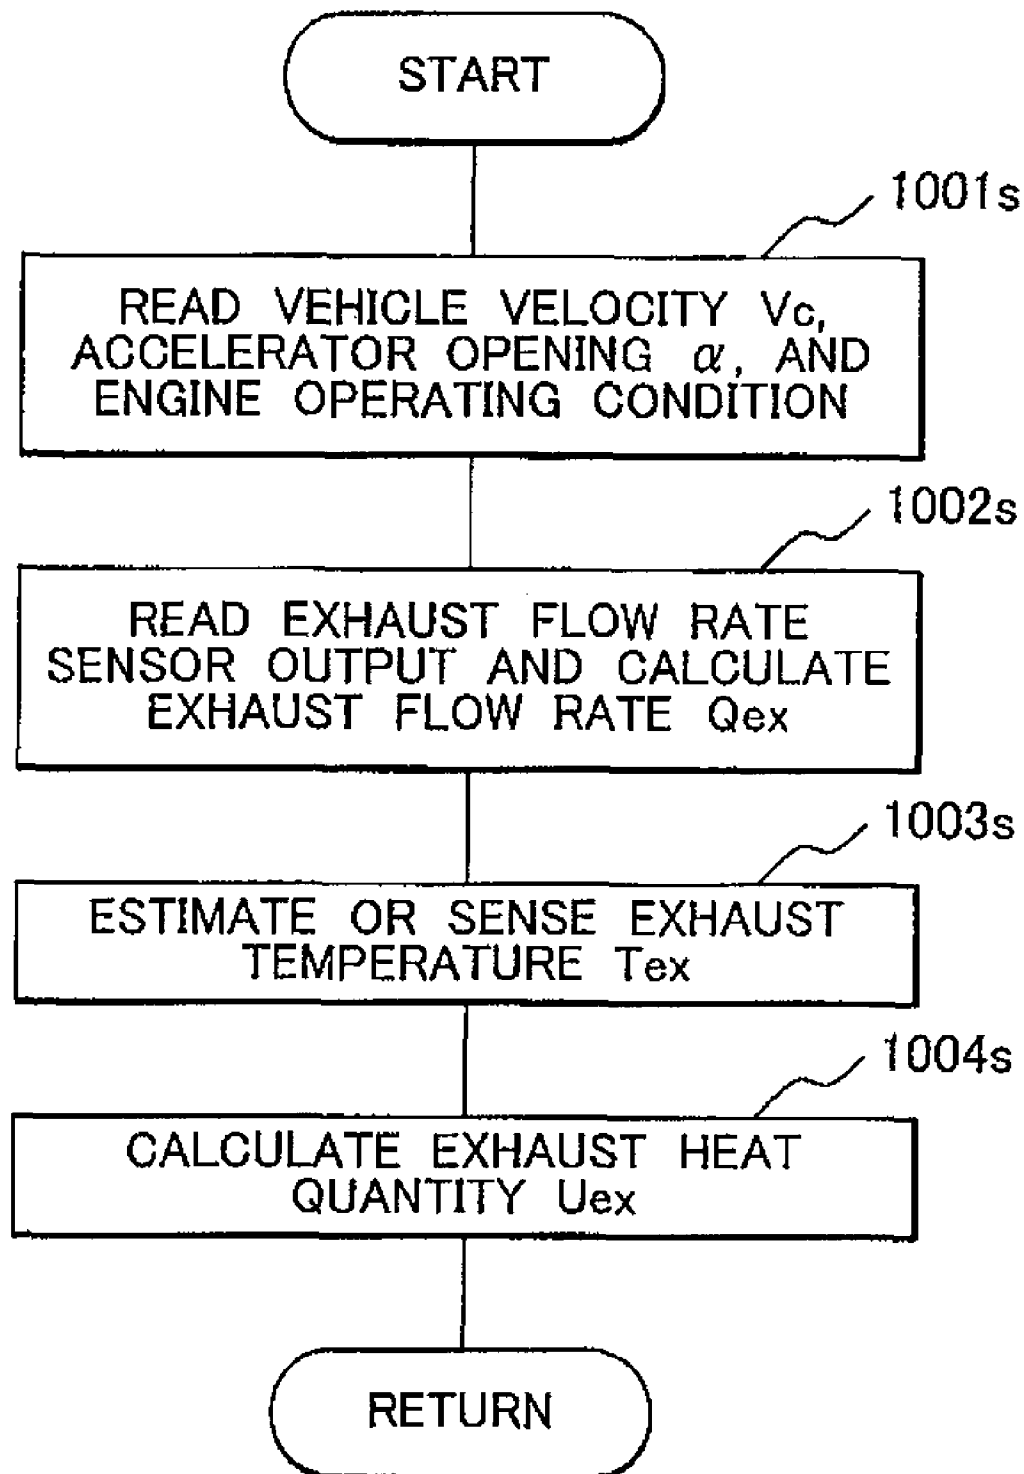 START
1001s
READ VEHICLE VELOCITY Vc,
ACCELERATOR OPENING α, AND
ENGINE OPERATING CONDITION
1002s
READ EXHAUST FLOW RATE
SENSOR OUTPUT AND CALCULATE
EXHAUST FLOW RATE Qex
1003s
ESTIMATE OR SENSE EXHAUST
TEMPERATURE Tex
1004s
CALCULATE EXHAUST HEAT
QUANTITY Uex
RETURN